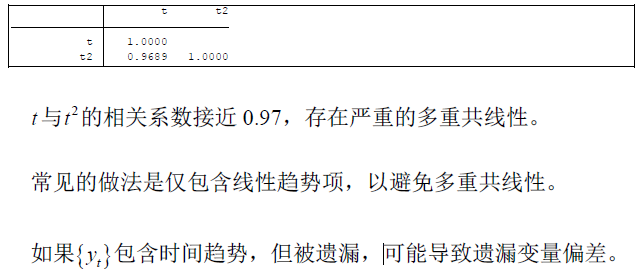 t t2
t 1.0000
t2 0.9689 1.0000
t与t²的相关系数接近 0.97，存在严重的多重共线性。
常见的做法是仅包含线性趋势项，以避免多重共线性。
如果{yₜ}包含时间趋势，但被遗漏，可能导致遗漏变量偏差。